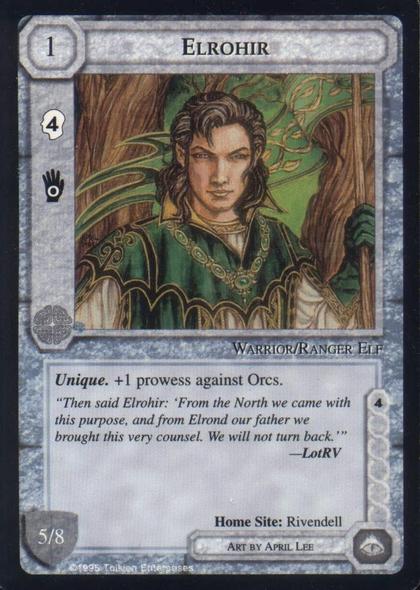 1
ELROHIR
4
O
WARRIOR/RANGER ELF
Unique. +1 prowess against Orcs.
“Then said Elrohir: ‘From the North we came with
this purpose, and from Elrond our father we
brought this very counsel. We will not turn back.’”
—LotRV
4
Home Site: Rivendell
5/8
ART BY APRIL LEE
©1995 Tolkien Enterprises